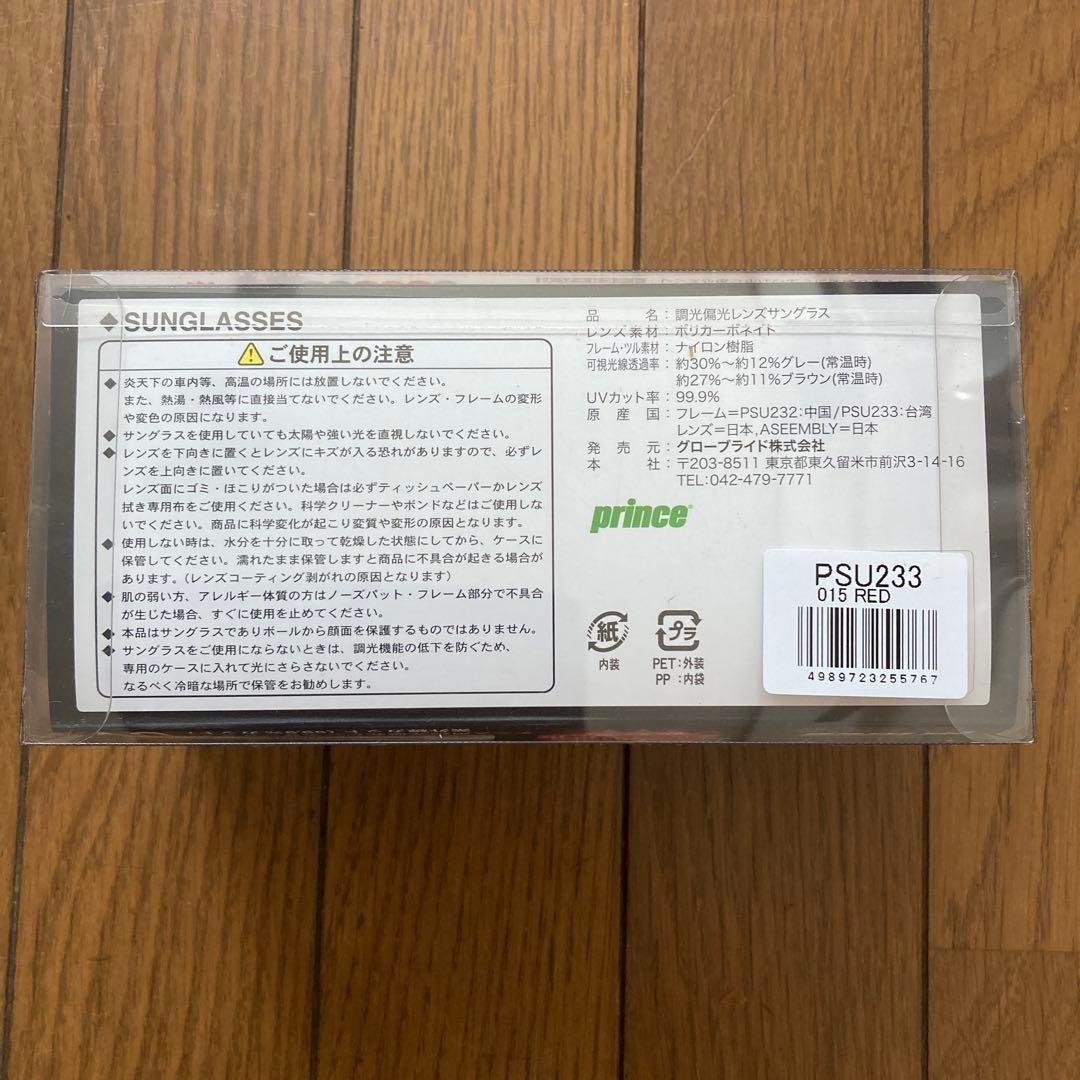 ◆SUNGLASSES
ご使用上の注意
◆炎天下の車内等、高温の場所には放置しないでください。
また、熱湯・熱風等に直接当てないでください。レンズ・フレームの変形
や変色の原因になります。
◆サングラスを使用していても太陽や強い光を直視しないでください。
◆レンズを下向きに置くとレンズにキズが入る恐れがありますので、必ずレ
ンズを上向きに置いてください。
レンズ面にゴミ・ほこりがついた場合は必ずティッシュペーパーかレンズ
拭き専用布をご使用ください。科学クリーナーやボンドなどはご使用しな
いでください。商品に科学変化が起こり変質や変形の原因となります。
◆使用しない時は、水分を十分に取って乾燥した状態にしてから、ケースに
保管してください。濡れたまま保管しますと商品に不具合が起きる場合が
あります。(レンズコーティング剥がれの原因となります)
◆肌の弱い方、アレルギー体質の方はノーズパット・フレーム部分で不具合
が生じた場合、すぐに使用を止めてください。
◆本品はサングラスでありボールから顔面を保護するものではありません。
◆サングラスをご使用にならないときは、調光機能の低下を防ぐため、
専用のケースに入れて光にさらさないでください。
なるべく冷暗な場所で保管をお勧めします。
品名：調光偏光レンズサングラス
レンズ素材：ポリカーボネイト
フレーム・ツル素材：ナイロン樹脂
可視光線透過率：約30%〜約12%グレー(常温時)
約27%〜約11%ブラウン(常温時)
UVカット率：99.9%
原産国：フレーム=PSU232:中国/PSU233:台湾
レンズ=日本,ASEEMBLY=日本
発売元：グローブライド株式会社
本社：〒203-8511 東京都東久留米市前沢3-14-16
TEL:042-479-7771
prince
紙
内装
プラ
PET:外装
PP:内袋
PSU233
015 RED
4989723255767